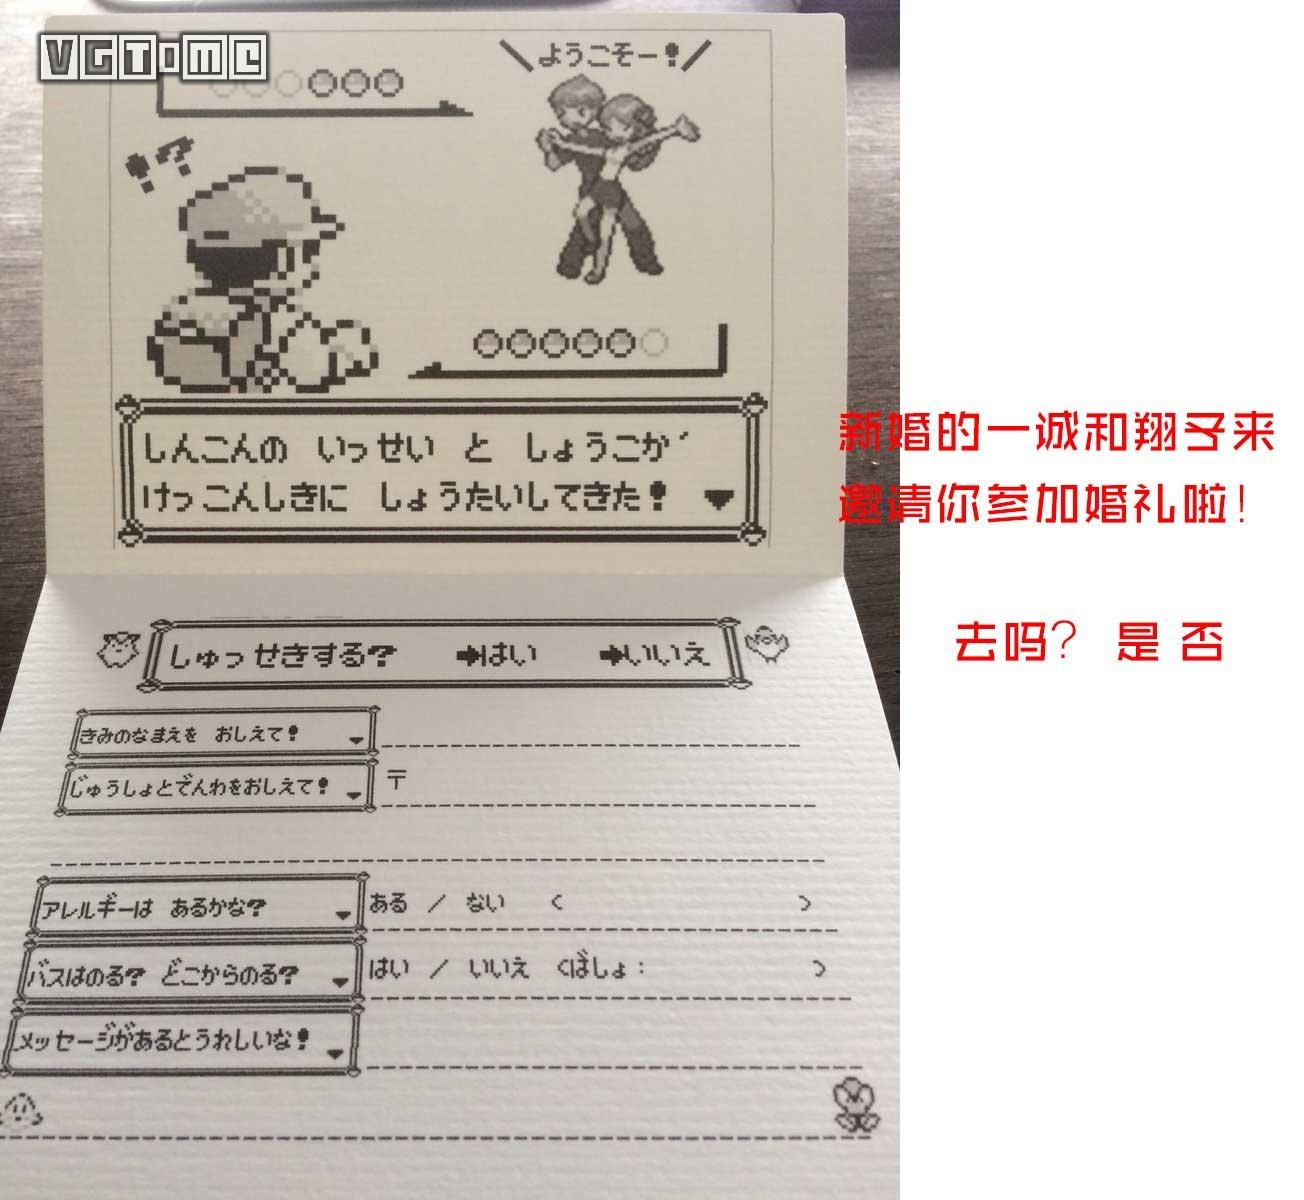 VGTIME
ようこそー!
!?
しんこんの いっせい と しょうこが
けっこんしきに しょうたいしてきた!
新婚的一诚和翔子来
邀请你参加婚礼啦!
去吗? 是 否
しゅっせきする? はい いいえ
きみのなまえを おしえて!
じゅうしょとでんわをおしえて! 〒
アレルギーは あるかな? ある / ない ( )
バスはのる? どこからのる? はい / いいえ (ばしょ: )
メッセージがあるとうれしいな!